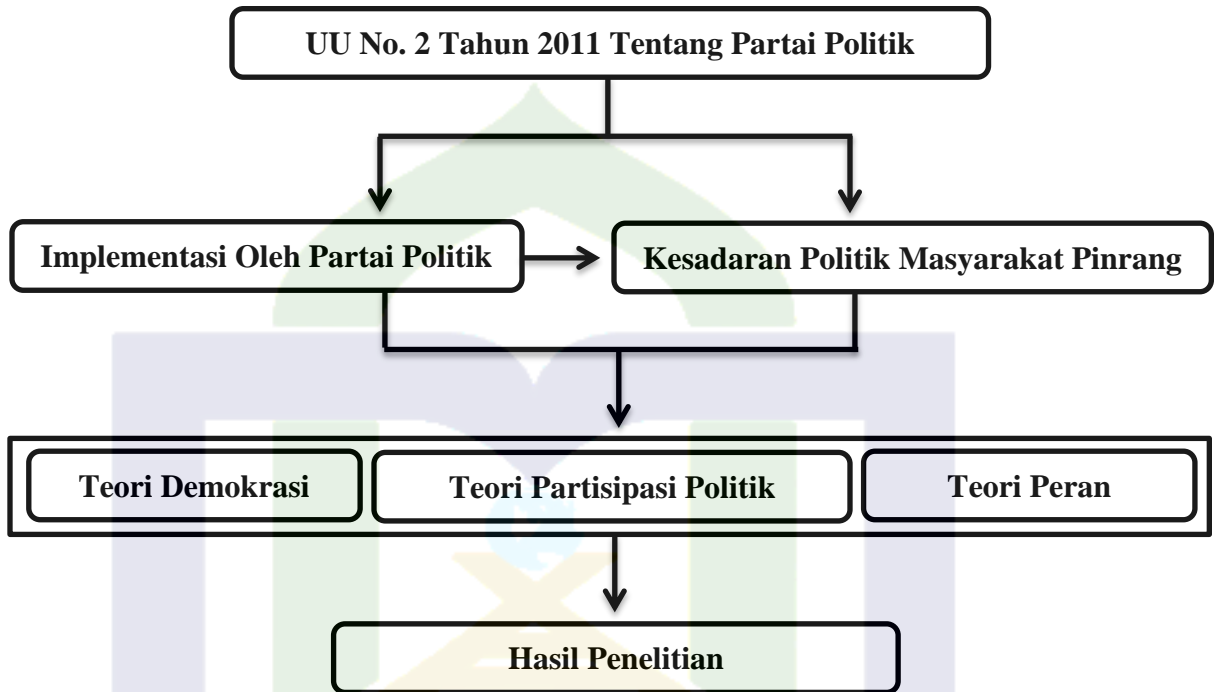 UU No. 2 Tahun 2011 Tentang Partai Politik
Implementasi Oleh Partai Politik
Kesadaran Politik Masyarakat Pinrang
Teori Demokrasi
Teori Partisipasi Politik
Teori Peran
Hasil Penelitian